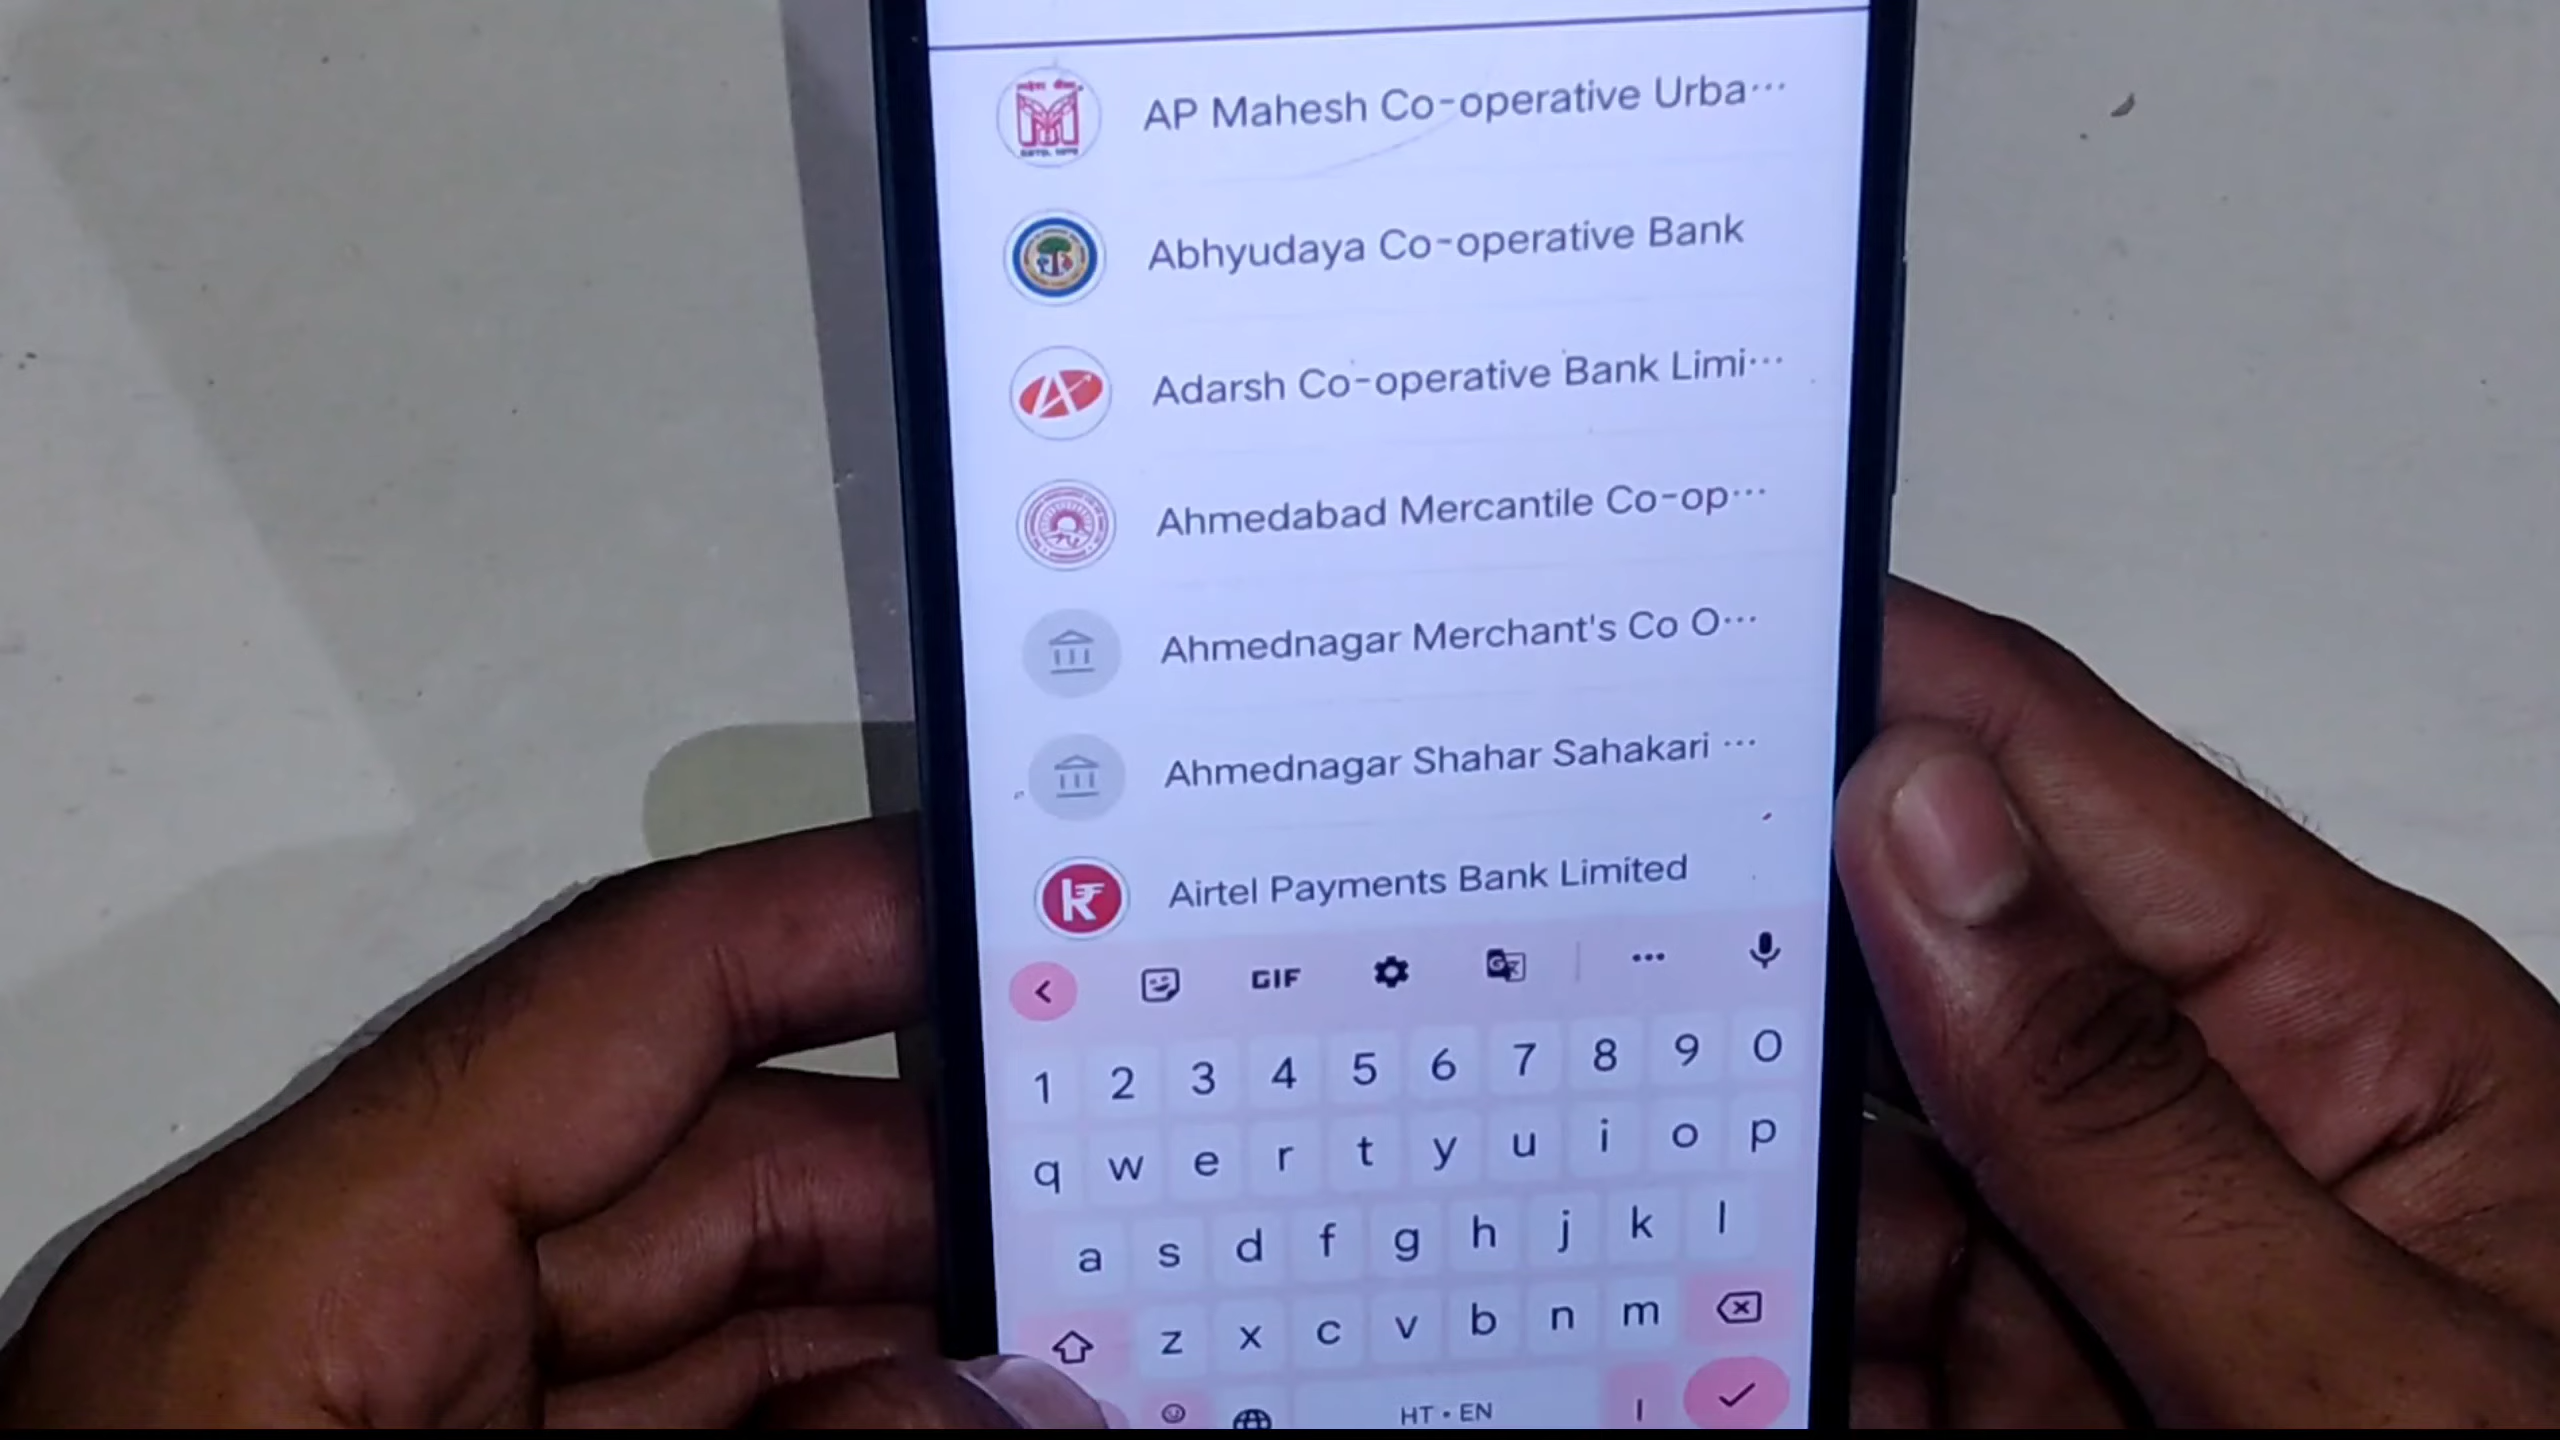 AP Mahesh Co-operative Urba...
Abhyudaya Co-operative Bank
Adarsh Co-operative Bank Limi...
Ahmedabad Mercantile Co-op...
Ahmednagar Merchant's Co O...
Ahmednagar Shahar Sahakari ...
Airtel Payments Bank Limited
GIF
1 2 3 4 5 6 7 8 9 0
q w e r t y u i o p
a s d f g h j k l
z x c v b n m
HT • EN